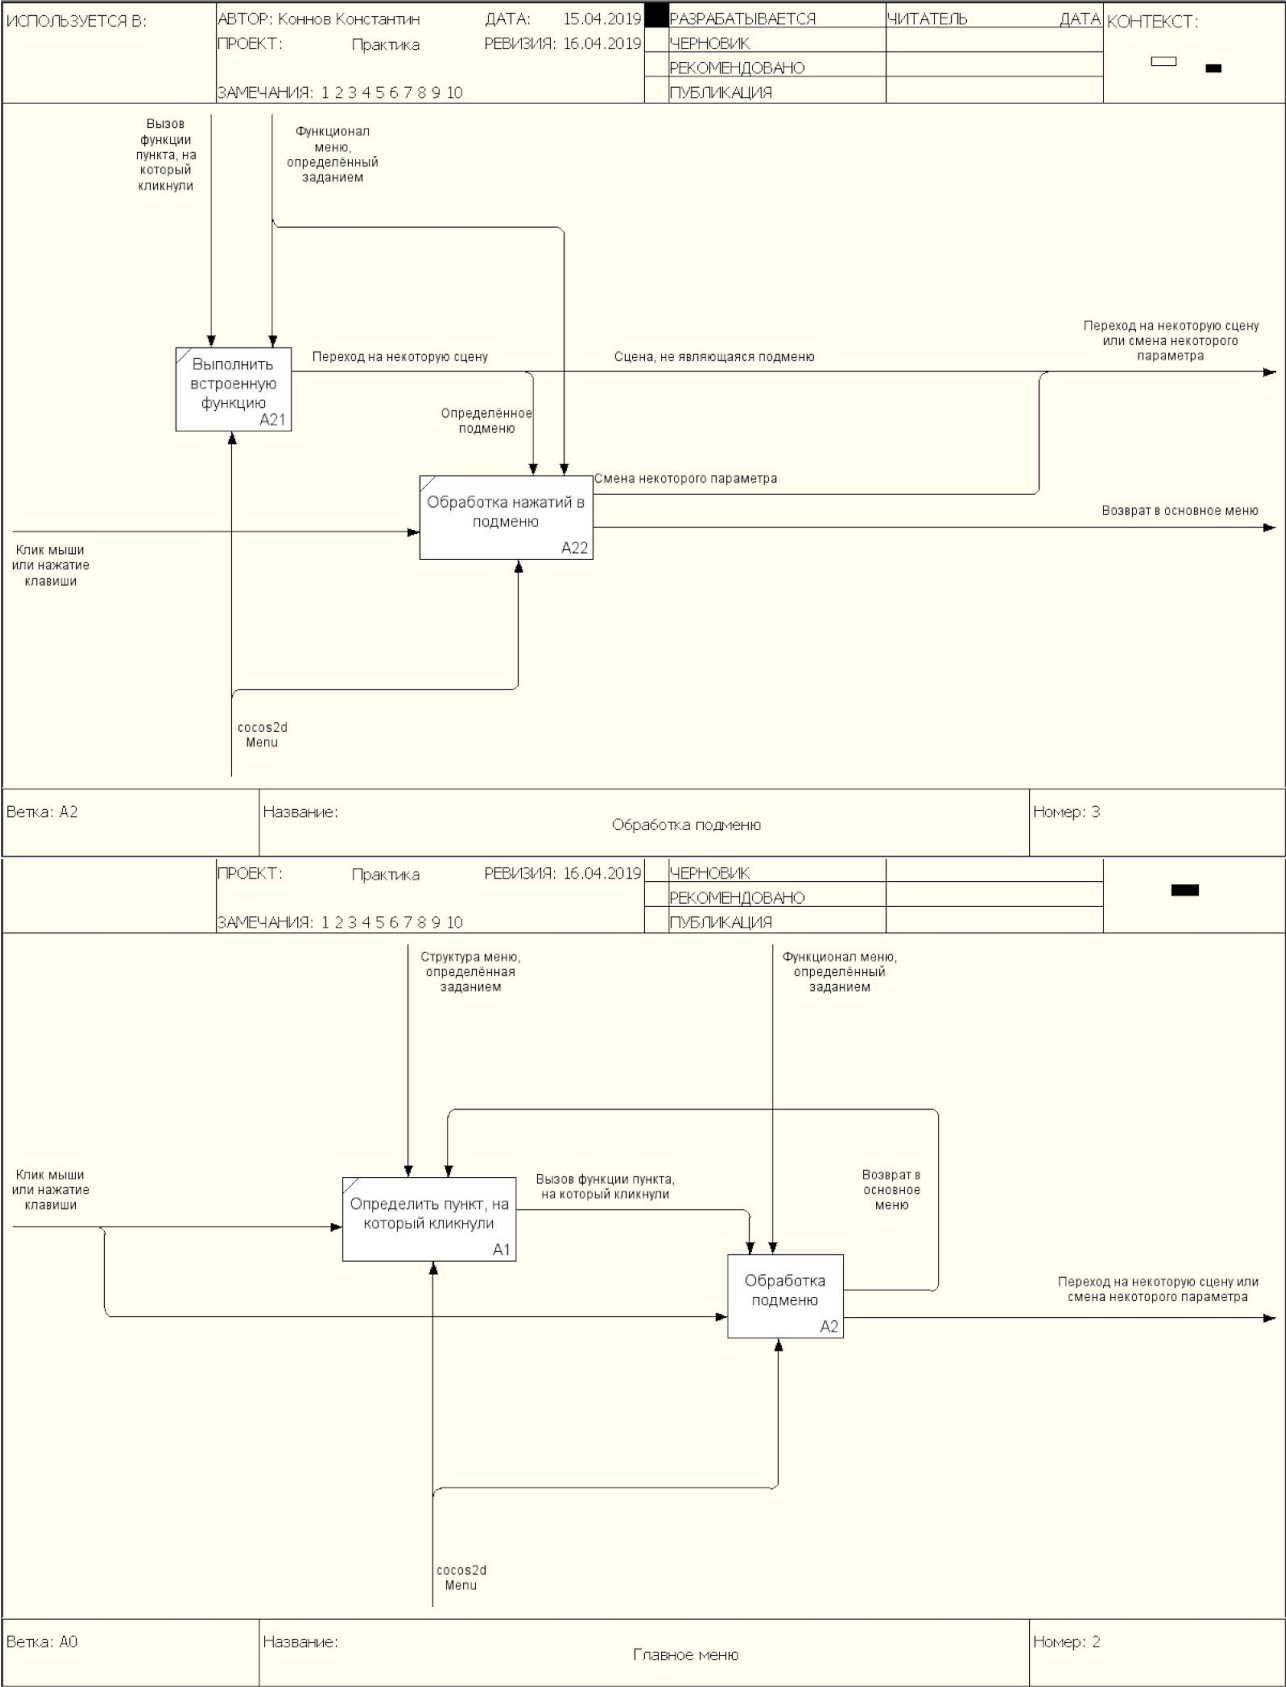 ИСПОЛЬЗУЕТСЯ В:
АВТОР: Коннов Константин
ДАТА: 15.04.2019
ПРОЕКТ: Практика
РЕВИЗИЯ: 16.04.2019
ЗАМЕЧАНИЯ: 1 2 3 4 5 6 7 8 9 10
РАЗРАБАТЫВАЕТСЯ
ЧЕРНОВИК
РЕКОМЕНДОВАНО
ПУБЛИКАЦИЯ
ЧИТАТЕЛЬ
ДАТА
КОНТЕКСТ:
Вызов
функции
пункта, на
который
кликнули
Функционал
меню,
определённый
заданием
Переход на некоторую сцену
или смена некоторого
параметра
Выполнить
встроенную
функцию
A21
Переход на некоторую сцену
Сцена, не являющаяся подменю
Определённое
подменю
Смена некоторого параметра
Обработка нажатий в
подменю
A22
Возврат в основное меню
Клик мыши
или нажатие
клавиши
cocos2d
Menu
Ветка: A2
Название:
Обработка подменю
Номер: 3
ПРОЕКТ: Практика
РЕВИЗИЯ: 16.04.2019
ЗАМЕЧАНИЯ: 1 2 3 4 5 6 7 8 9 10
ЧЕРНОВИК
РЕКОМЕНДОВАНО
ПУБЛИКАЦИЯ
Структура меню,
определённая
заданием
Функционал меню,
определённый
заданием
Клик мыши
или нажатие
клавиши
Определить пункт, на
который кликнули
A1
Вызов функции пункта,
на который кликнули
Возврат в
основное
меню
Обработка
подменю
A2
Переход на некоторую сцену или
смена некоторого параметра
cocos2d
Menu
Ветка: A0
Название:
Главное меню
Номер: 2